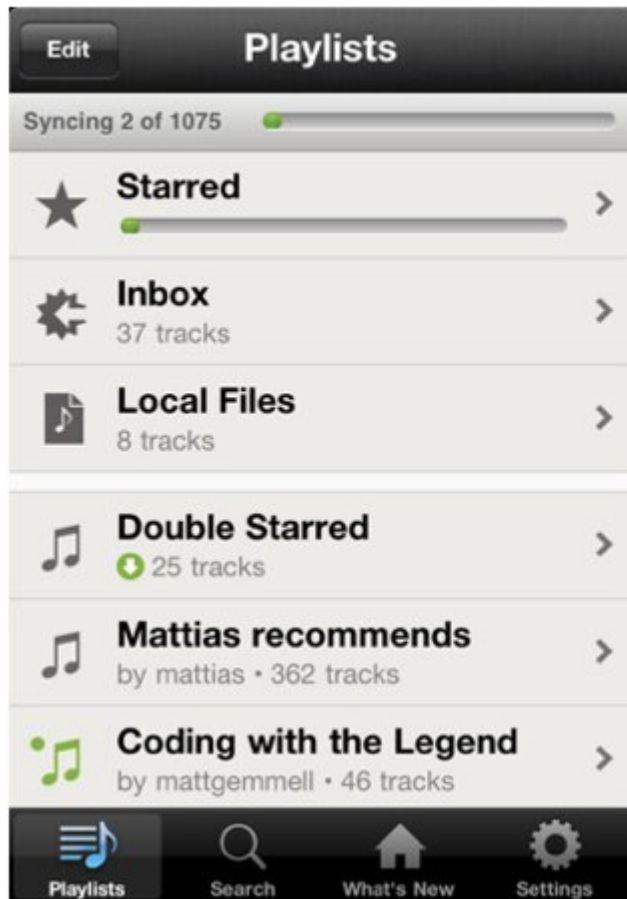 Edit
Playlists
Syncing 2 of 1075
Starred
Inbox
37 tracks
Local Files
8 tracks
Double Starred
25 tracks
Mattias recommends
by mattias • 362 tracks
Coding with the Legend
by mattgemmell • 46 tracks
Playlists
Search
What's New
Settings